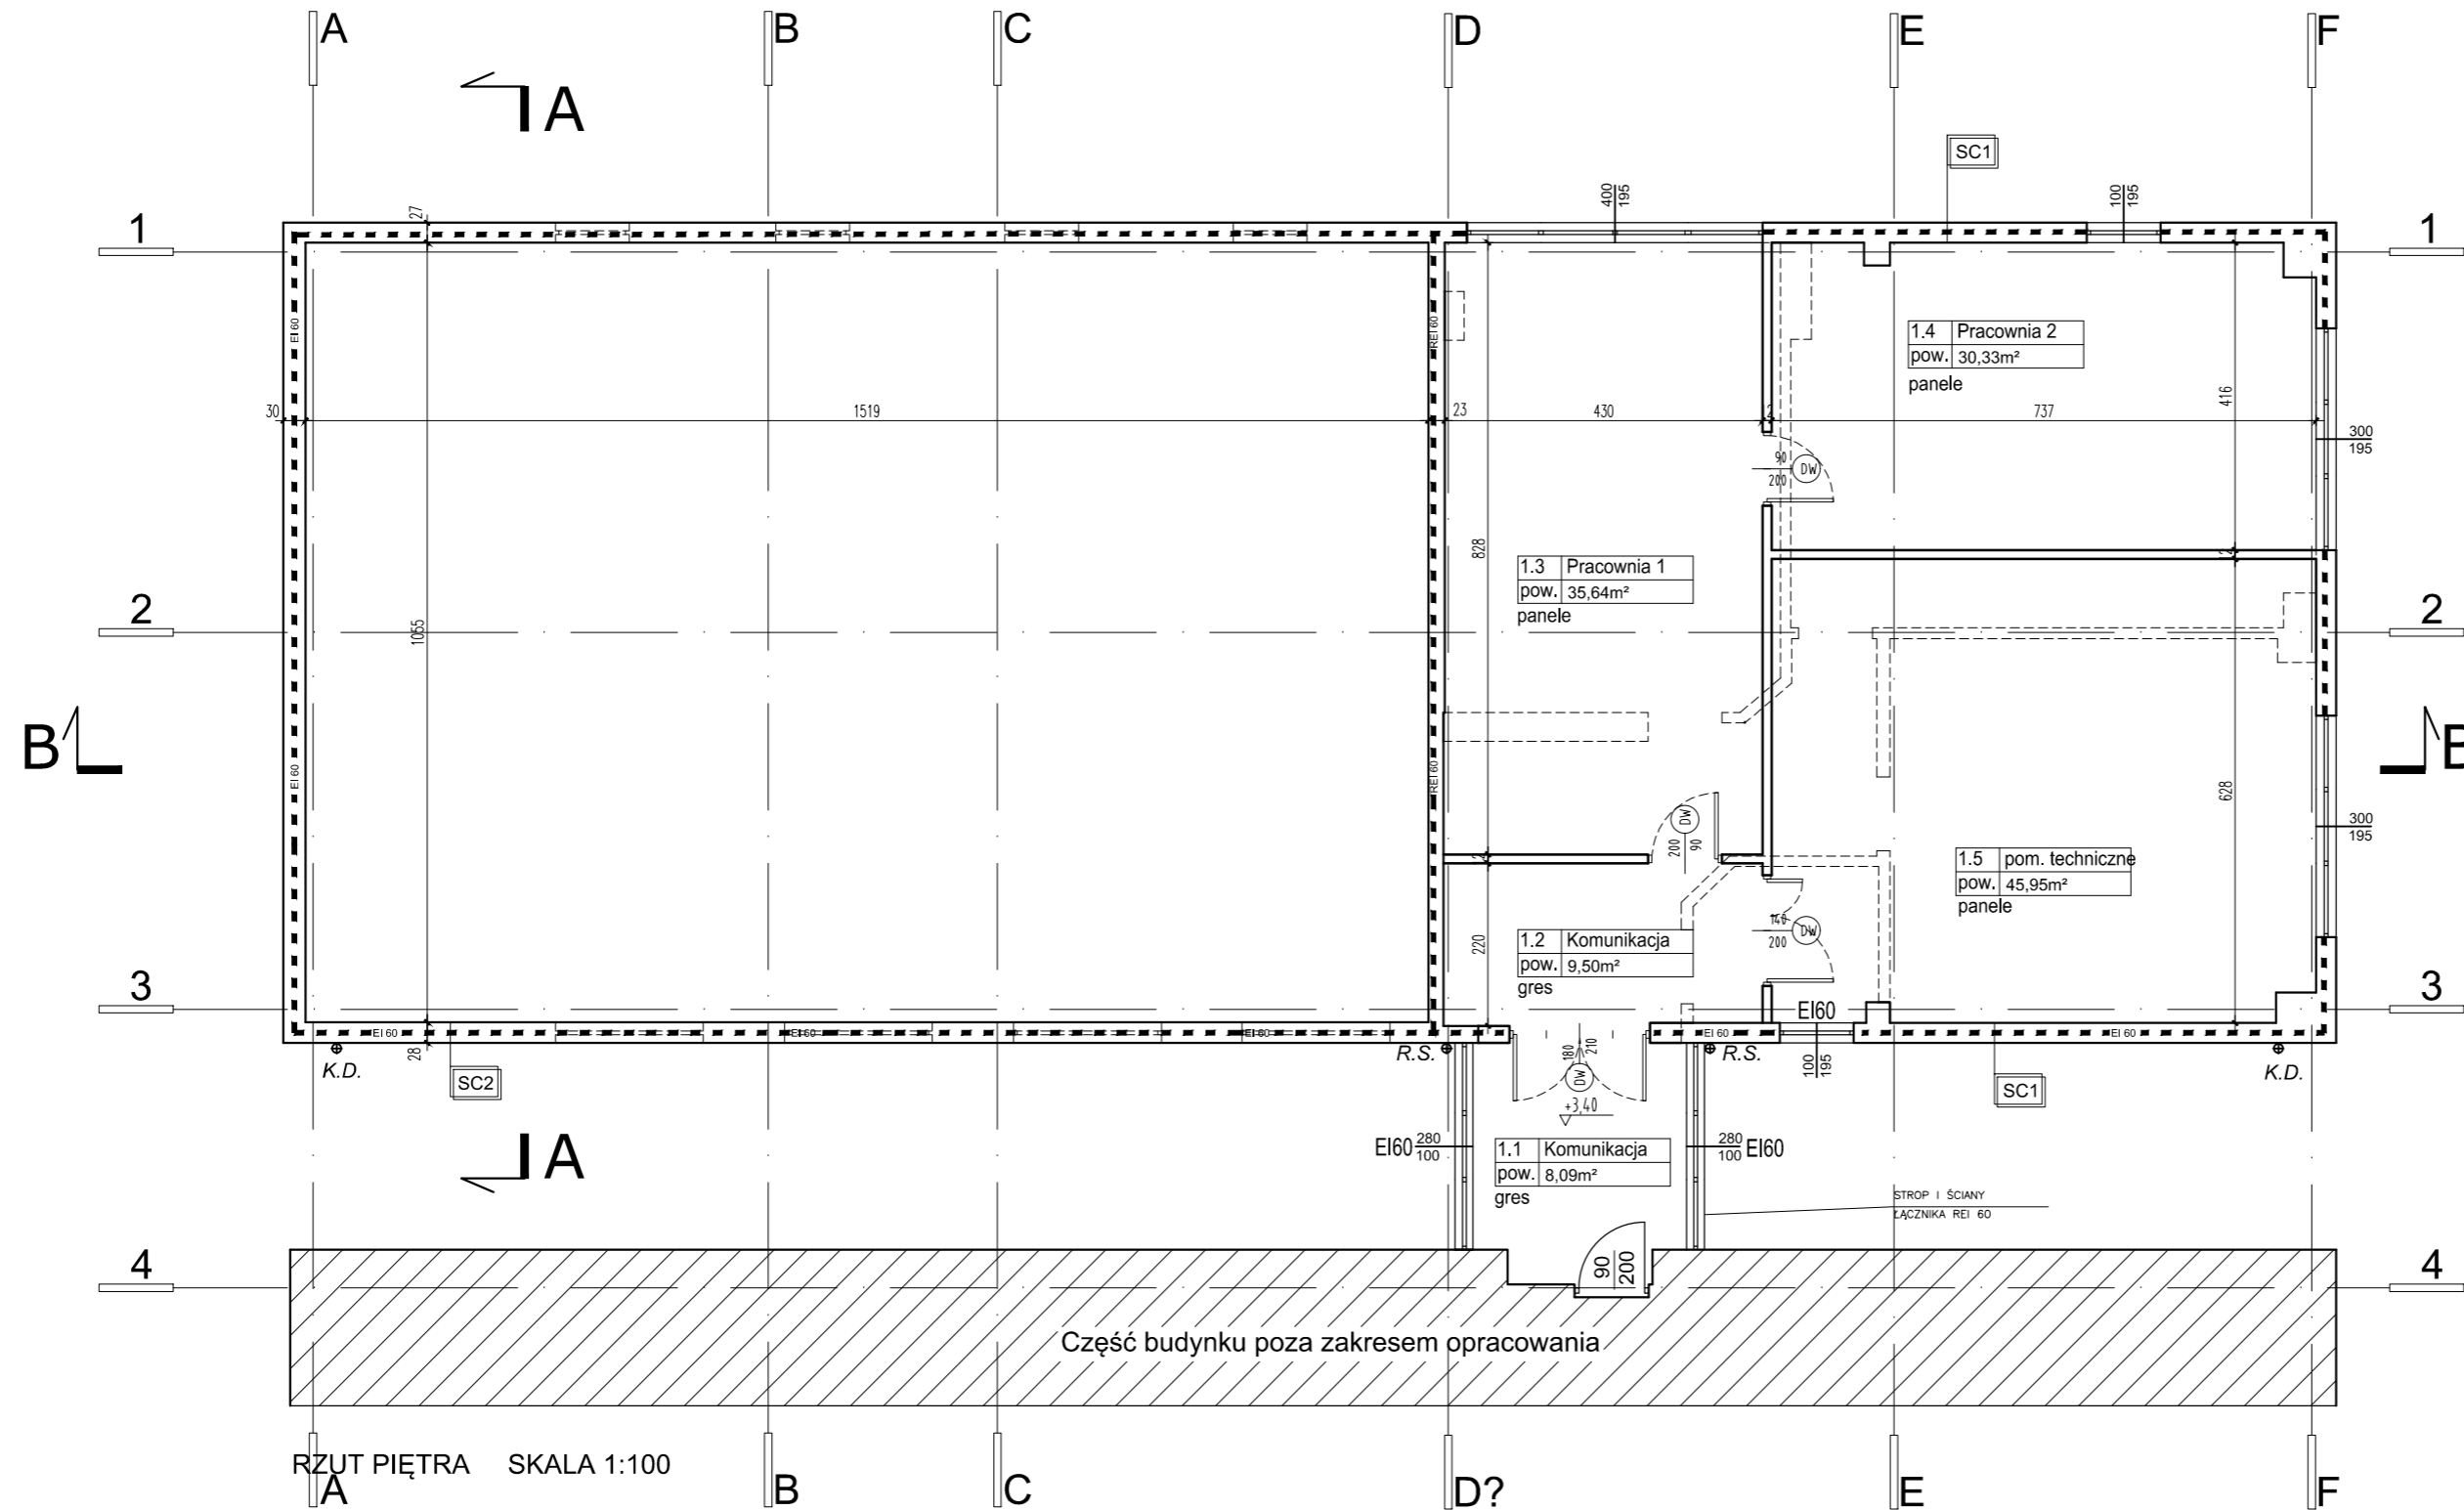 A B C D E F
A
SC1
400
195
100
195
1 27 1
EI 60
REI 60
1.4 Pracownia 2
pow. 30,33m²
panele
416
30 1519 23 430 2 737
300
195
90
200
DW
828
12
1.3 Pracownia 1
pow. 35,64m²
panele
2 1055 2
B B
EI 60
REI 60
628
DW
200
90
300
195
2
1.5 pom. techniczne
pow. 45,95m²
panele
140
200
DW
1.2 Komunikacja
pow. 9,50m²
gres
220
3 3
EI60
EI 60 EI 60 EI 60 EI 60 EI 60
28
K.D. R.S. R.S. K.D.
180
210
DW
100
195
SC2 SC1
+3,40
EI60 280
100
280
100 EI60
1.1 Komunikacja
pow. 8,09m²
gres
A
STROP I ŚCIANY
ŁĄCZNIKA REI 60
4 4
90
200
Część budynku poza zakresem opracowania
RZUT PIĘTRA SKALA 1:100
A B C D? E F